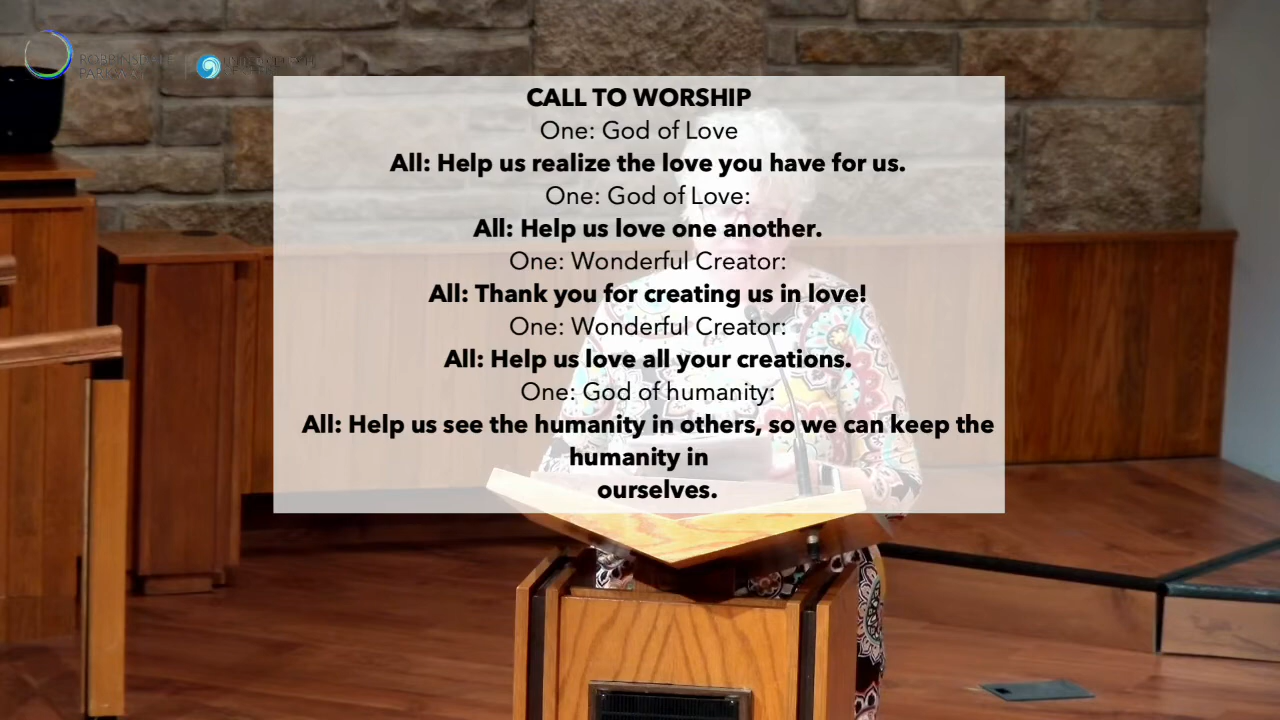 CALL TO WORSHIP
One: God of Love
All: Help us realize the love you have for us.
One: God of Love:
All: Help us love one another.
One: Wonderful Creator:
All: Thank you for creating us in love!
One: Wonderful Creator:
All: Help us love all your creations.
One: God of humanity:
All: Help us see the humanity in others, so we can keep the
humanity in
ourselves.